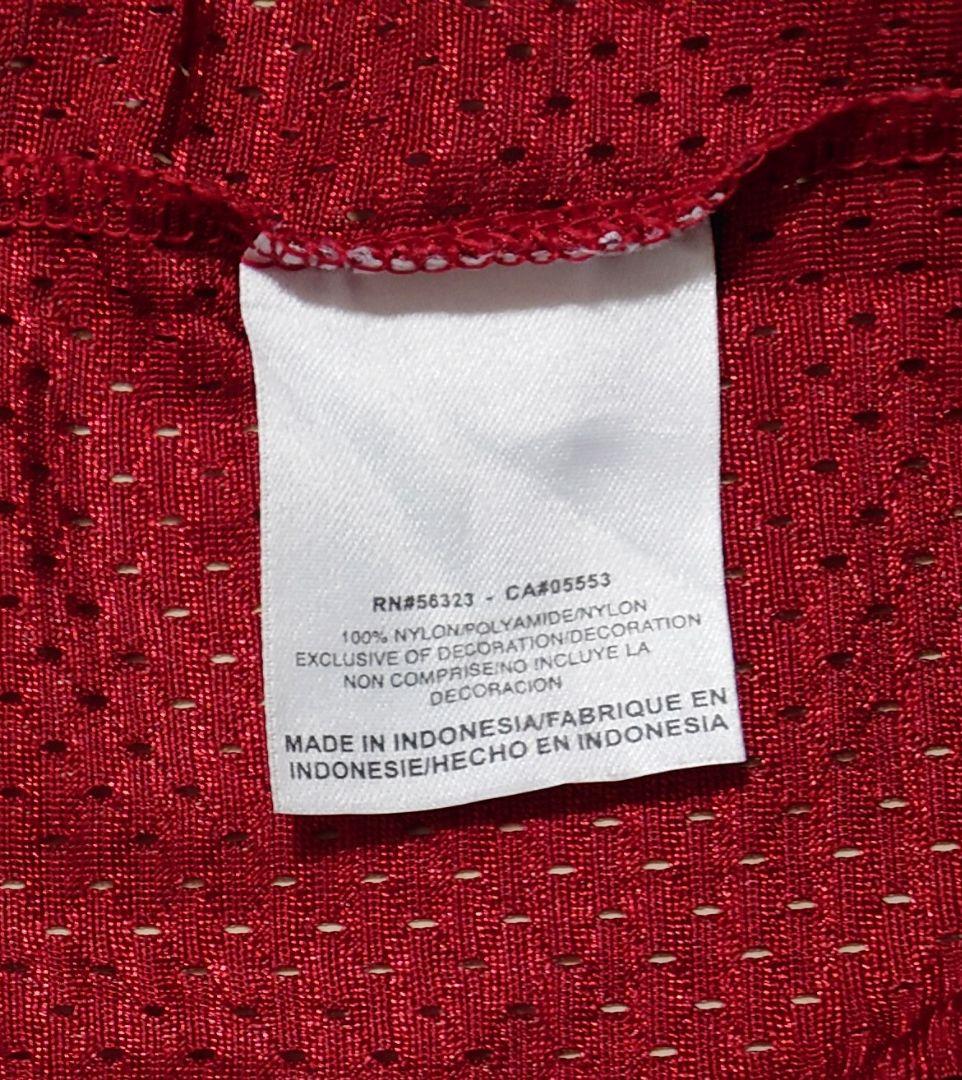 RN#56323 - CA#05553
100% NYLON/POLYAMIDE/NYLON
EXCLUSIVE OF DECORATION/DECORATION
NON COMPRISE/NO INCLUYE LA
DECORACION
MADE IN INDONESIA/FABRIQUE EN
INDONESIE/HECHO EN INDONESIA